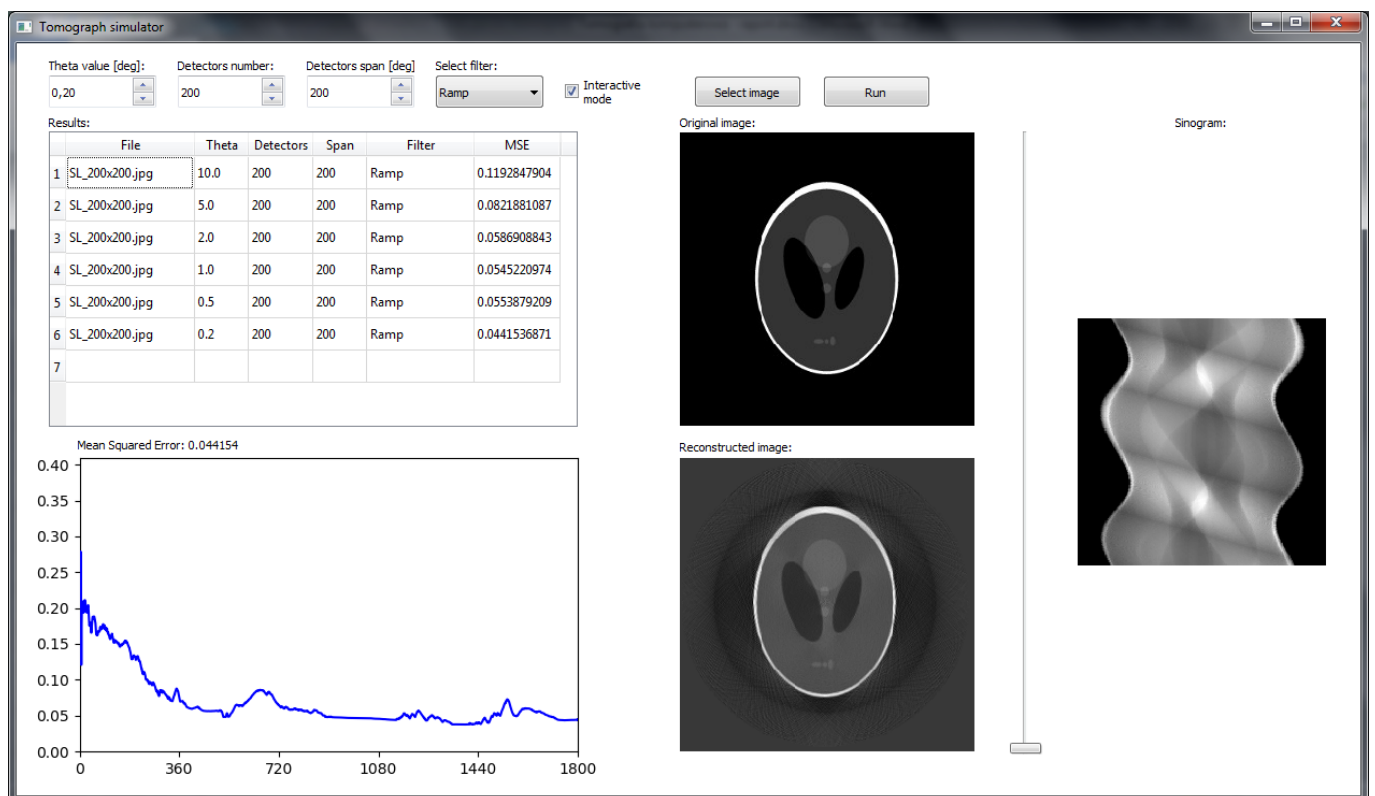 Tomograph simulator
Theta value [deg]: Detectors number: Detectors span [deg] Select filter:
0,20 200 200 Ramp Interactive mode Select image Run
Results: Original image: Sinogram:
File Theta Detectors Span Filter MSE
1 SL_200x200.jpg 10.0 200 200 Ramp 0.1192847904
2 SL_200x200.jpg 5.0 200 200 Ramp 0.0821881087
3 SL_200x200.jpg 2.0 200 200 Ramp 0.0586908843
4 SL_200x200.jpg 1.0 200 200 Ramp 0.0545220974
5 SL_200x200.jpg 0.5 200 200 Ramp 0.0553879209
6 SL_200x200.jpg 0.2 200 200 Ramp 0.0441536871
7
Mean Squared Error: 0.044154 Reconstructed image:
0.40
0.35
0.30
0.25
0.20
0.15
0.10
0.05
0.00
0 360 720 1080 1440 1800